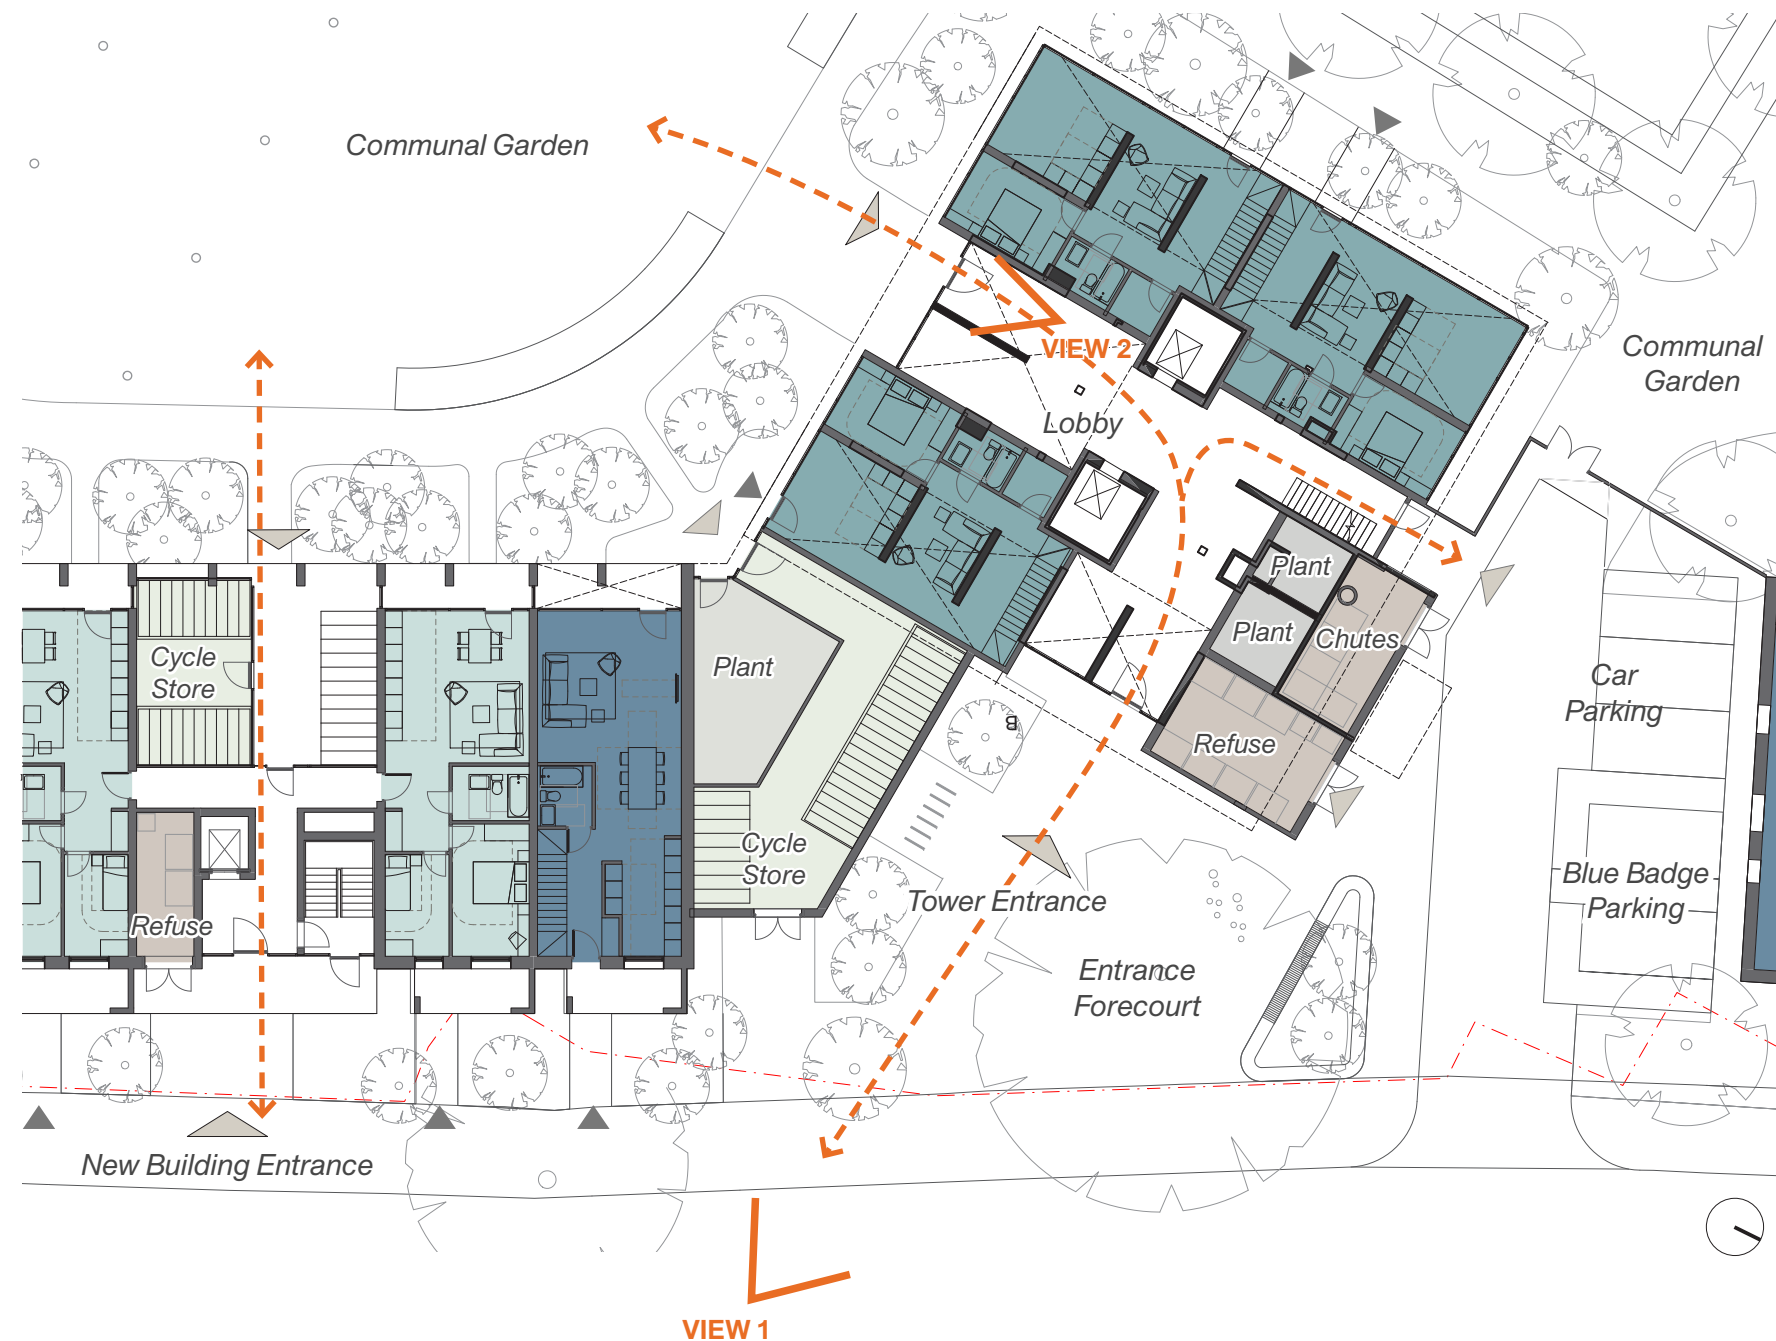 Communal Garden
VIEW 2
Lobby
Communal
Garden
Plant
Plant
Chutes
Cycle
Store
Plant
Car
Parking
Refuse
B
Cycle
Store
Tower Entrance
Blue Badge
Parking
Refuse
Entrance
Forecourt
New Building Entrance
VIEW 1